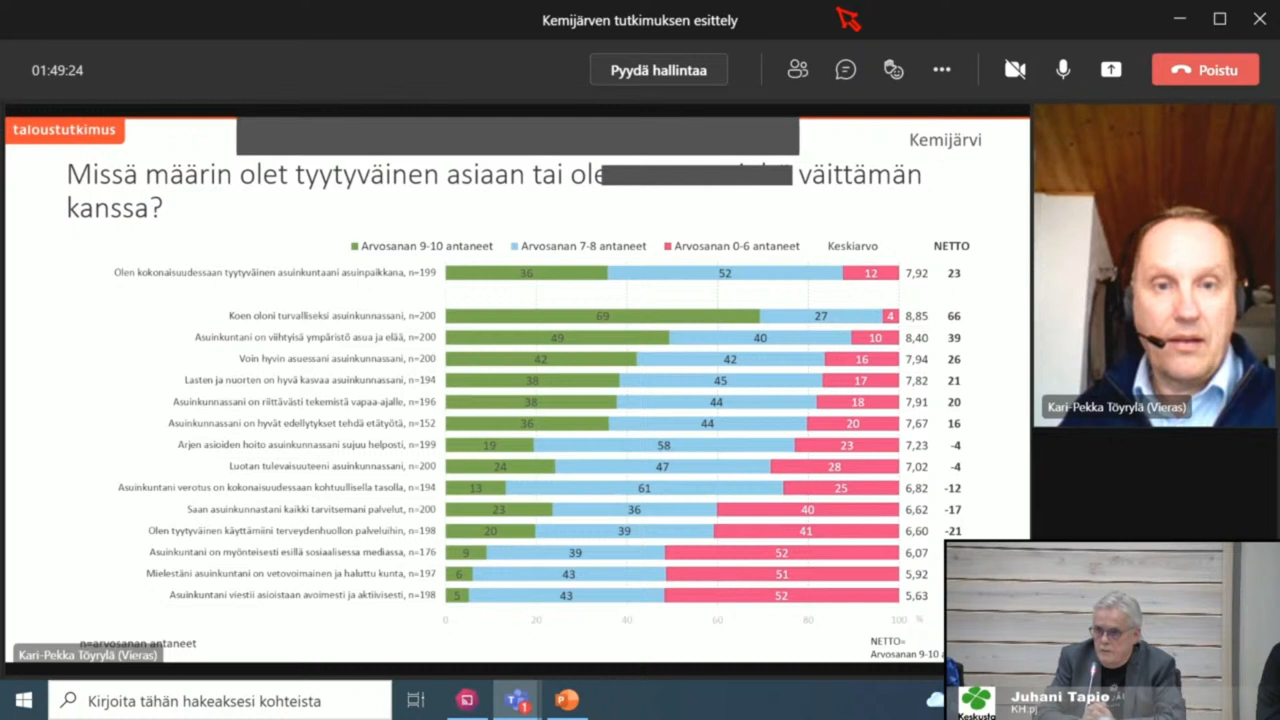 Kemijärven tutkimuksen esittely
01:49:24
Pyydä hallintaa
Poistu
taloustutkimus
Kemijärvi
Missä määrin olet tyytyväinen asiaan tai ole väittämän
kanssa?
Arvosanan 9-10 antaneet Arvosanan 7-8 antaneet Arvosanan 0-6 antaneet Keskiarvo NETTO
Olen kokonaisuudessaan tyytyväinen asuinkuntaani asuinpaikkana, n=199 36 52 12 7,92 23
Koen oloni turvalliseksi asuinkunnassani, n=200 69 27 4 8,85 66
Asuinkuntani on viihtyisä ympäristö asua ja elää, n=200 49 40 10 8,40 39
Voin hyvin asuessani asuinkunnassani, n=200 42 42 16 7,94 26
Lasten ja nuorten on hyvä kasvaa asuinkunnassani, n=194 38 45 17 7,82 21
Asuinkunnassani on riittävästi tekemistä vapaa-ajalle, n=196 38 44 18 7,91 20
Asuinkunnassani on hyvät edellytykset tehdä etätyötä, n=152 36 44 20 7,67 16
Arjen asioiden hoito asuinkunnassani sujuu helposti, n=199 19 58 23 7,23 -4
Luotan tulevaisuuteeni asuinkunnassani, n=200 24 47 28 7,02 -4
Asuinkuntani verotus on kokonaisuudessaan kohtuullisella tasolla, n=194 13 61 25 6,82 -12
Saan asuinkunnastani kaikki tarvitsemani palvelut, n=200 23 36 40 6,62 -17
Olen tyytyväinen käyttämiini terveydenhuollon palveluihin, n=198 20 39 41 6,60 -21
Asuinkuntani on myönteisesti esillä sosiaalisessa mediassa, n=176 9 39 52 6,07
Mielestäni asuinkuntani on vetovoimainen ja haluttu kunta, n=197 6 43 51 5,92
Asuinkuntani viestii asioistaan avoimesti ja aktiivisesti, n=198 5 43 52 5,63
0 20 40 60 80 100 %
n=arvosanan antaneet
NETTO=
Arvosanan 9-10
Kari-Pekka Töyrylä (Vieras)
Kari-Pekka Töyrylä (Vieras)
Kirjoita tähän hakeaksesi kohteista
1
Keskusta
Juhani Tapio
KH.pj